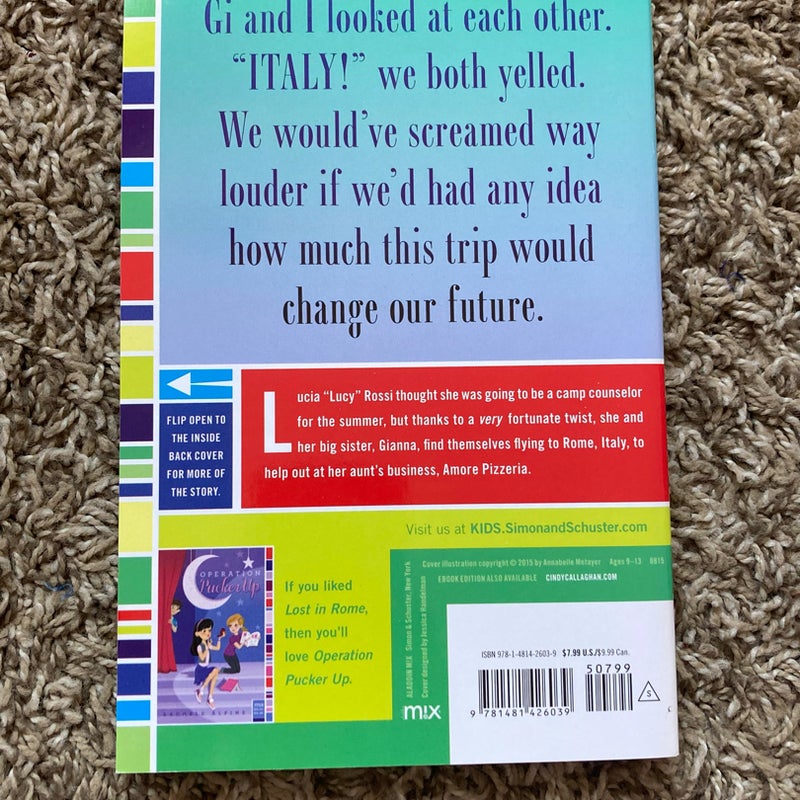 Gi and I looked at each other.
“ITALY!” we both yelled.
We would’ve screamed way
louder if we’d had any idea
how much this trip would
change our future.
FLIP OPEN TO
THE INSIDE
BACK COVER
FOR MORE OF
THE STORY.
Lucia “Lucy” Rossi thought she was going to be a camp counselor
for the summer, but thanks to a very fortunate twist, she and
her big sister, Gianna, find themselves flying to Rome, Italy, to
help out at her aunt’s business, Amore Pizzeria.
Visit us at KIDS.SimonandSchuster.com
OPERATION
Pucker Up
If you liked
Lost in Rome,
then you’ll
love Operation
Pucker Up.
ALADDIN M!X Simon & Schuster, New York
Cover designed by Jessica Handelman
Cover illustration copyright © 2015 by Annabelle Metayer Ages 9–13 0815
EBOOK EDITION ALSO AVAILABLE CINDYCALLAGHAN.COM
m!x
ISBN 978-1-4814-2603-9 $7.99 U.S./$9.99 Can.
50799
9 781481 426039
S